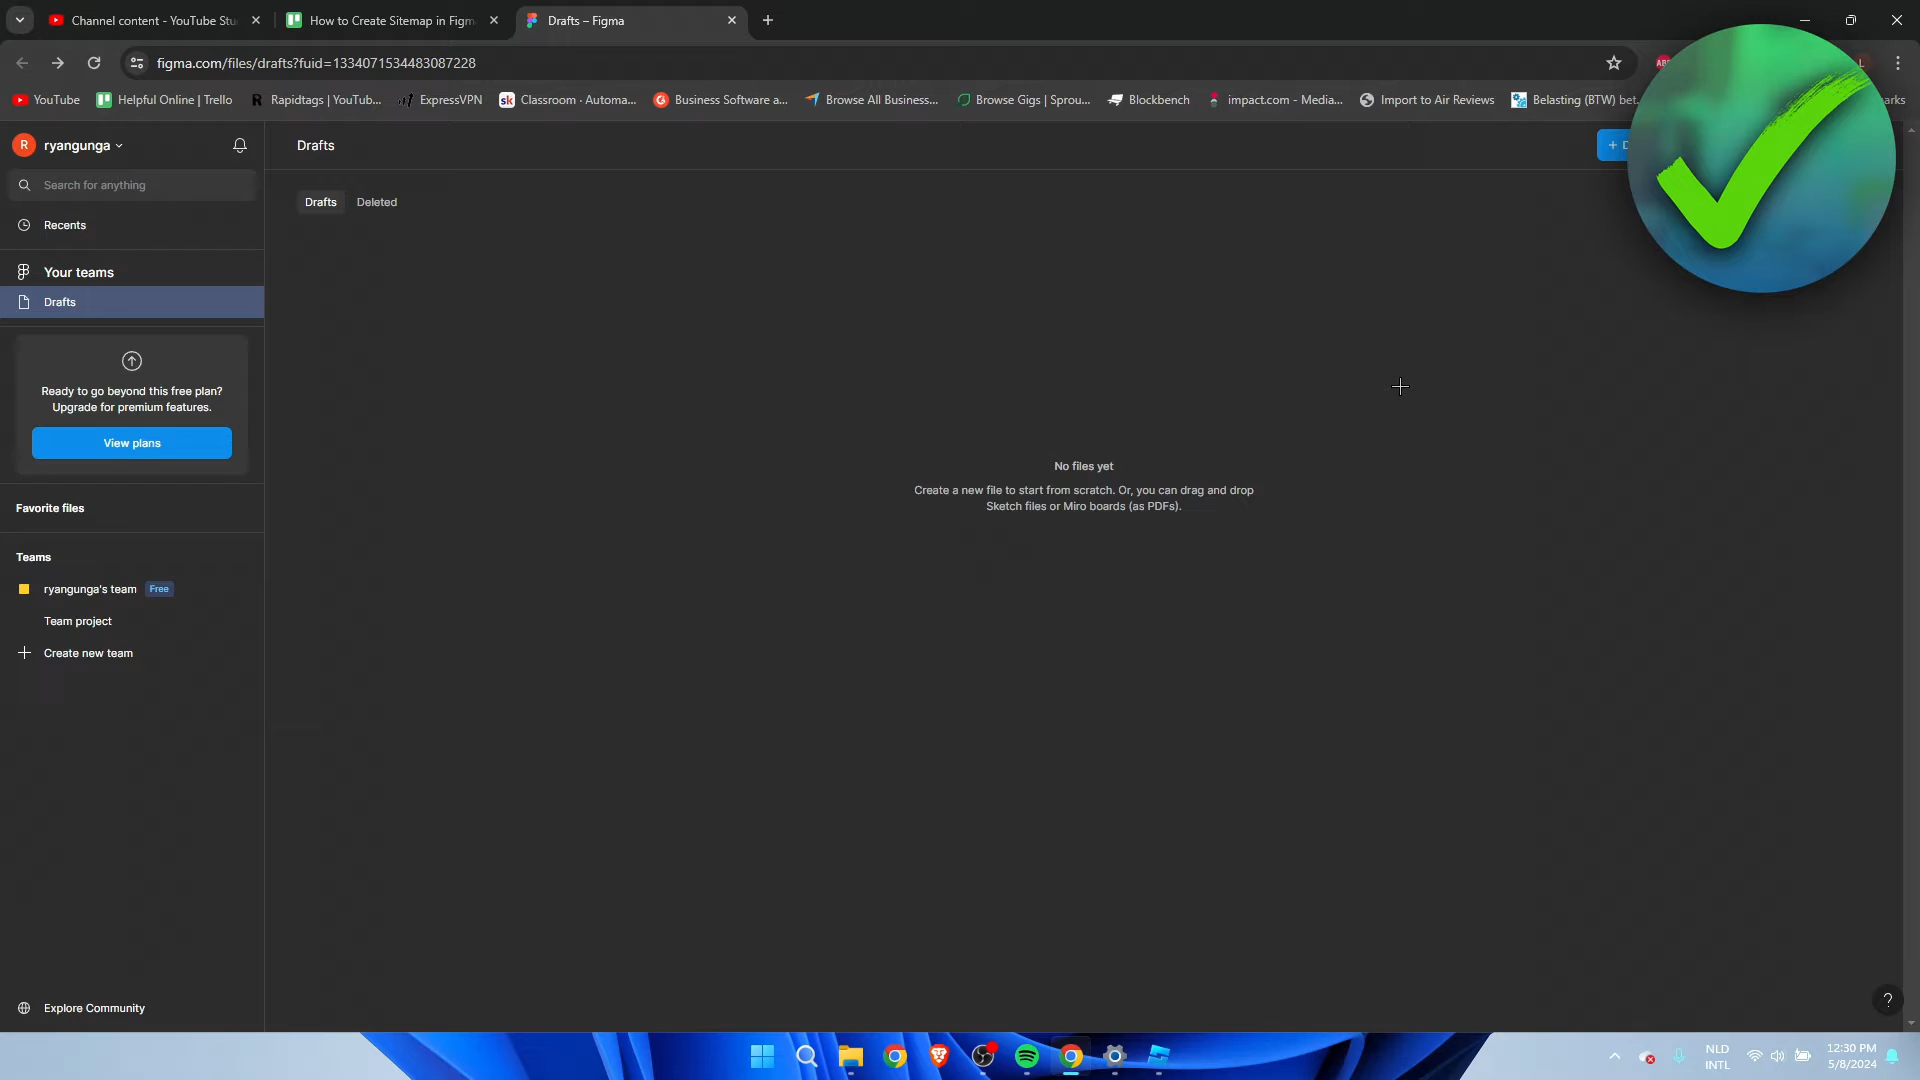 Channel content - YouTube Stu
How to Create Sitemap in Figm
Drafts – Figma
figma.com/files/drafts?fuid=1334071534483087228
YouTube
Helpful Online | Trello
Rapidtags | YouTub...
ExpressVPN
Classroom · Automa...
Business Software a...
Browse All Business...
Browse Gigs | Sprou...
Blockbench
impact.com - Media...
Import to Air Reviews
Belasting (BTW) bet...
arks
R ryangunga
Drafts
+ D
Search for anything
Drafts
Deleted
Recents
Your teams
Drafts
Ready to go beyond this free plan?
Upgrade for premium features.
View plans
No files yet
Create a new file to start from scratch. Or, you can drag and drop
Sketch files or Miro boards (as PDFs).
Favorite files
Teams
ryangunga's team Free
Team project
Create new team
Explore Community
?
NLD
INTL
12:30 PM
5/8/2024